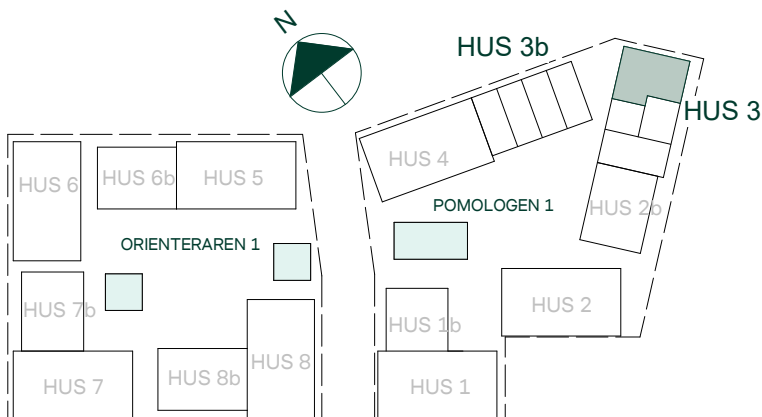 N
HUS 3b
HUS 3
HUS 4
HUS 6
HUS 6b
HUS 5
POMOLOGEN 1
HUS 2b
ORIENTERAREN 1
HUS 7b
HUS 2
HUS 1b
HUS 8
HUS 8b
HUS 7
HUS 1